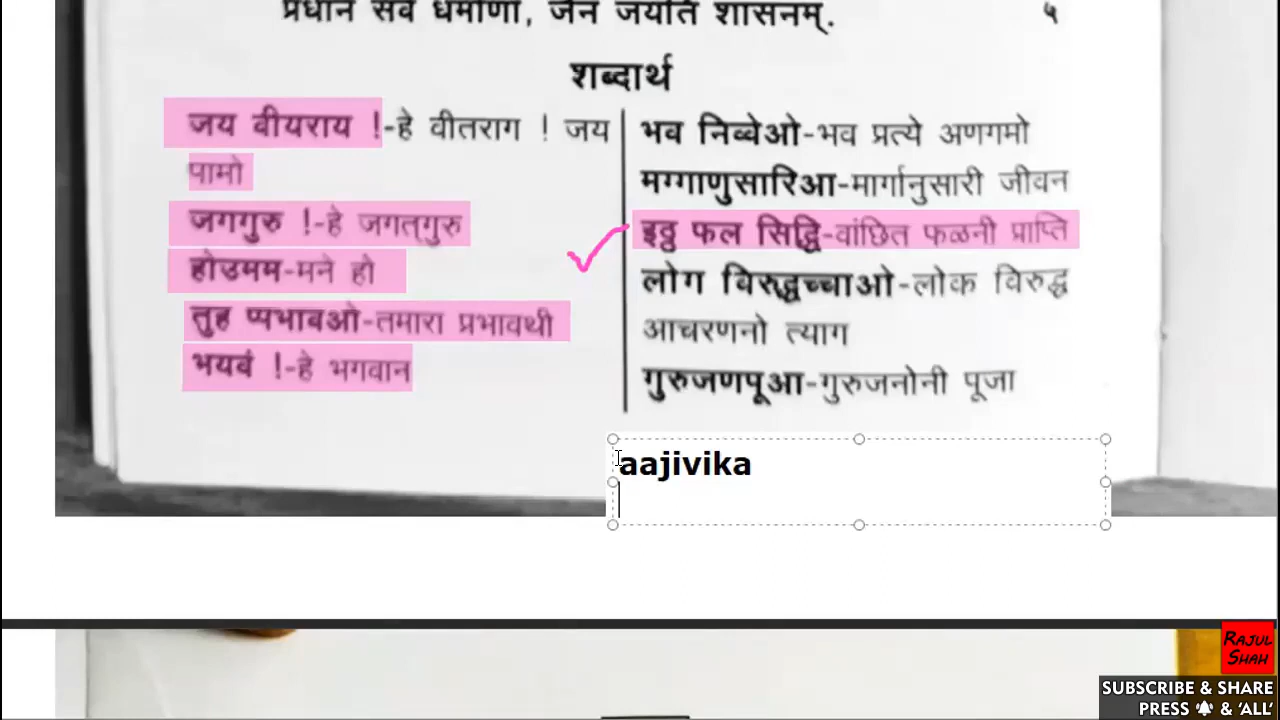 प्रधानं सर्व धर्माणां, जैनं जयति शासनम्. ५
शब्दार्थ
जय वीयराय !-हे वीतराग ! जय
पामो
जगगुरु !-हे जगत्गुरु
होउमम-मने हो
तुह प्पभावओ-तमारा प्रभावथी
भयवं !-हे भगवान
भव निव्वेओ-भव प्रत्ये अणगमो
मग्गाणुसारिआ-मार्गानुसारी जीवन
इठ्ठ फल सिद्धि-वांछित फळनी प्राप्ति
लोग विरुद्धच्चाओ-लोक विरुद्ध
आचरणनो त्याग
गुरुजणपूआ-गुरुजनोनी पूजा
aajivika
RAJUL
SHAH
SUBSCRIBE & SHARE
PRESS & 'ALL'